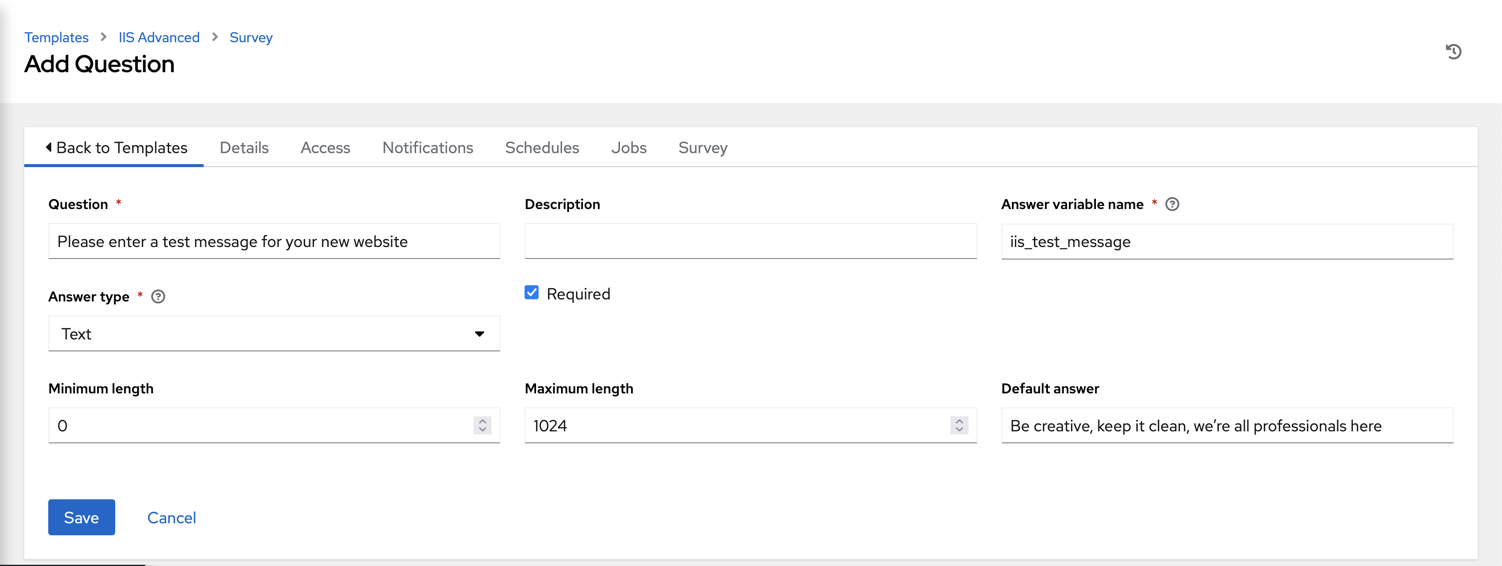 Templates > IIS Advanced > Survey
Add Question
Back to Templates Details Access Notifications Schedules Jobs Survey
Question * Description Answer variable name *
Please enter a test message for your new website iis_test_message
Answer type * Required
Text
Minimum length Maximum length Default answer
0 1024 Be creative, keep it clean, we’re all professionals here
Save Cancel